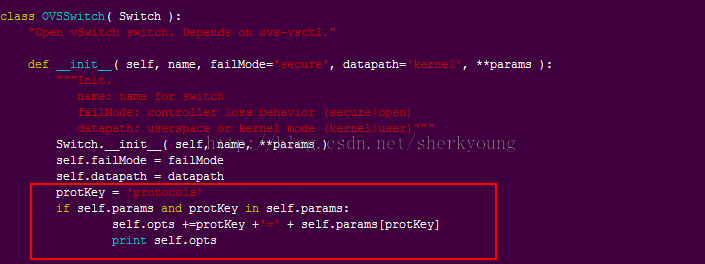 class OVSSwitch( Switch ):
"Open vSwitch switch. Depends on ovs-vsctl."
def __init__( self, name, failMode='secure', datapath='kernel', **params ):
"""Init.
name: name for switch
failMode: controller loss behavior (secure|open)
datapath: userspace or kernel mode (kernel|user)"""
Switch.__init__( self, name, **params )
http://blog.csdn.net/sherkyoung
self.failMode = failMode
self.datapath = datapath
protKey = 'protocols'
if self.params and protKey in self.params:
self.opts +=protKey +'=' + self.params[protKey]
print self.opts